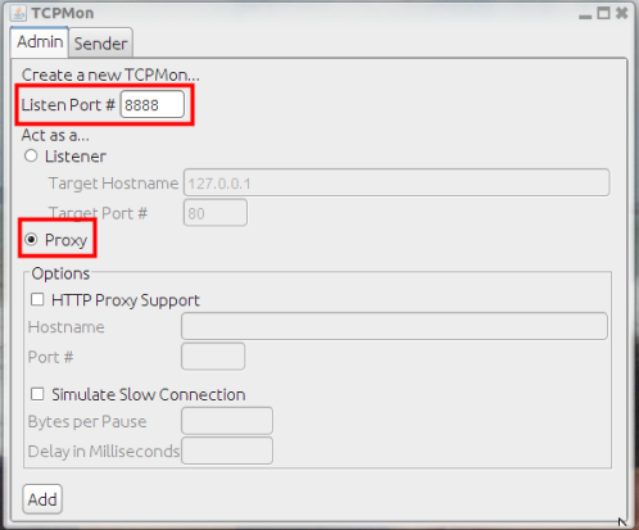 TCPMon
Admin Sender
Create a new TCPMon...
Listen Port # 8888
Act as a...
Listener
Target Hostname 127.0.0.1
Target Port # 80
Proxy
Options
HTTP Proxy Support
Hostname
Port #
Simulate Slow Connection
Bytes per Pause
Delay in Milliseconds
Add